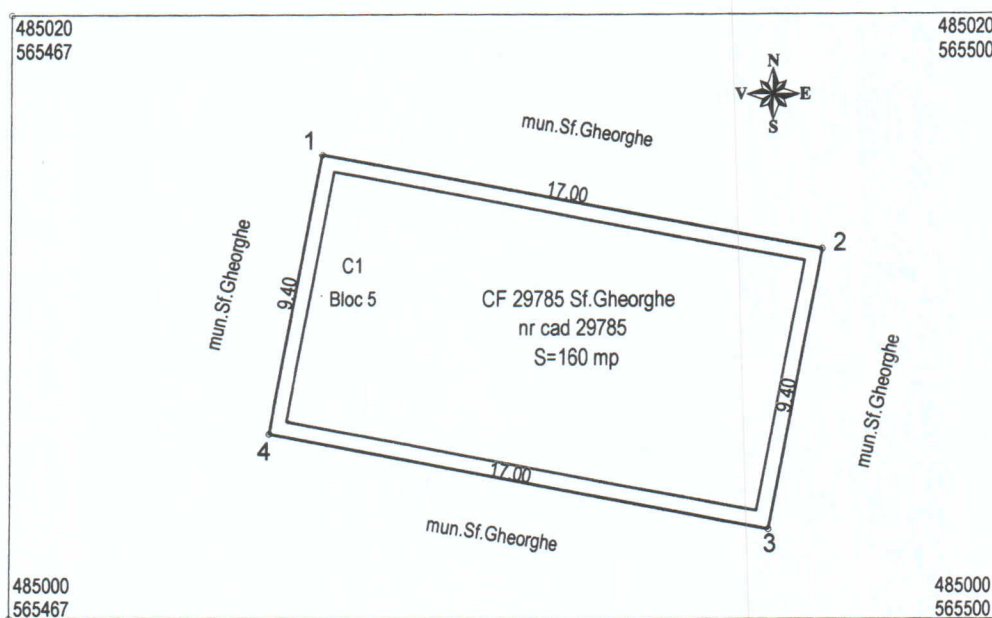 485020
565467
485020
565500
N
V E
S
mun.Sf.Gheorghe
1
17.00
2
mun.Sf.Gheorghe
9.40
C1
Bloc 5
CF 29785 Sf.Gheorghe
nr cad 29785
S=160 mp
9.40
mun.Sf.Gheorghe
4
17.00
3
mun.Sf.Gheorghe
485000
565467
485000
565500